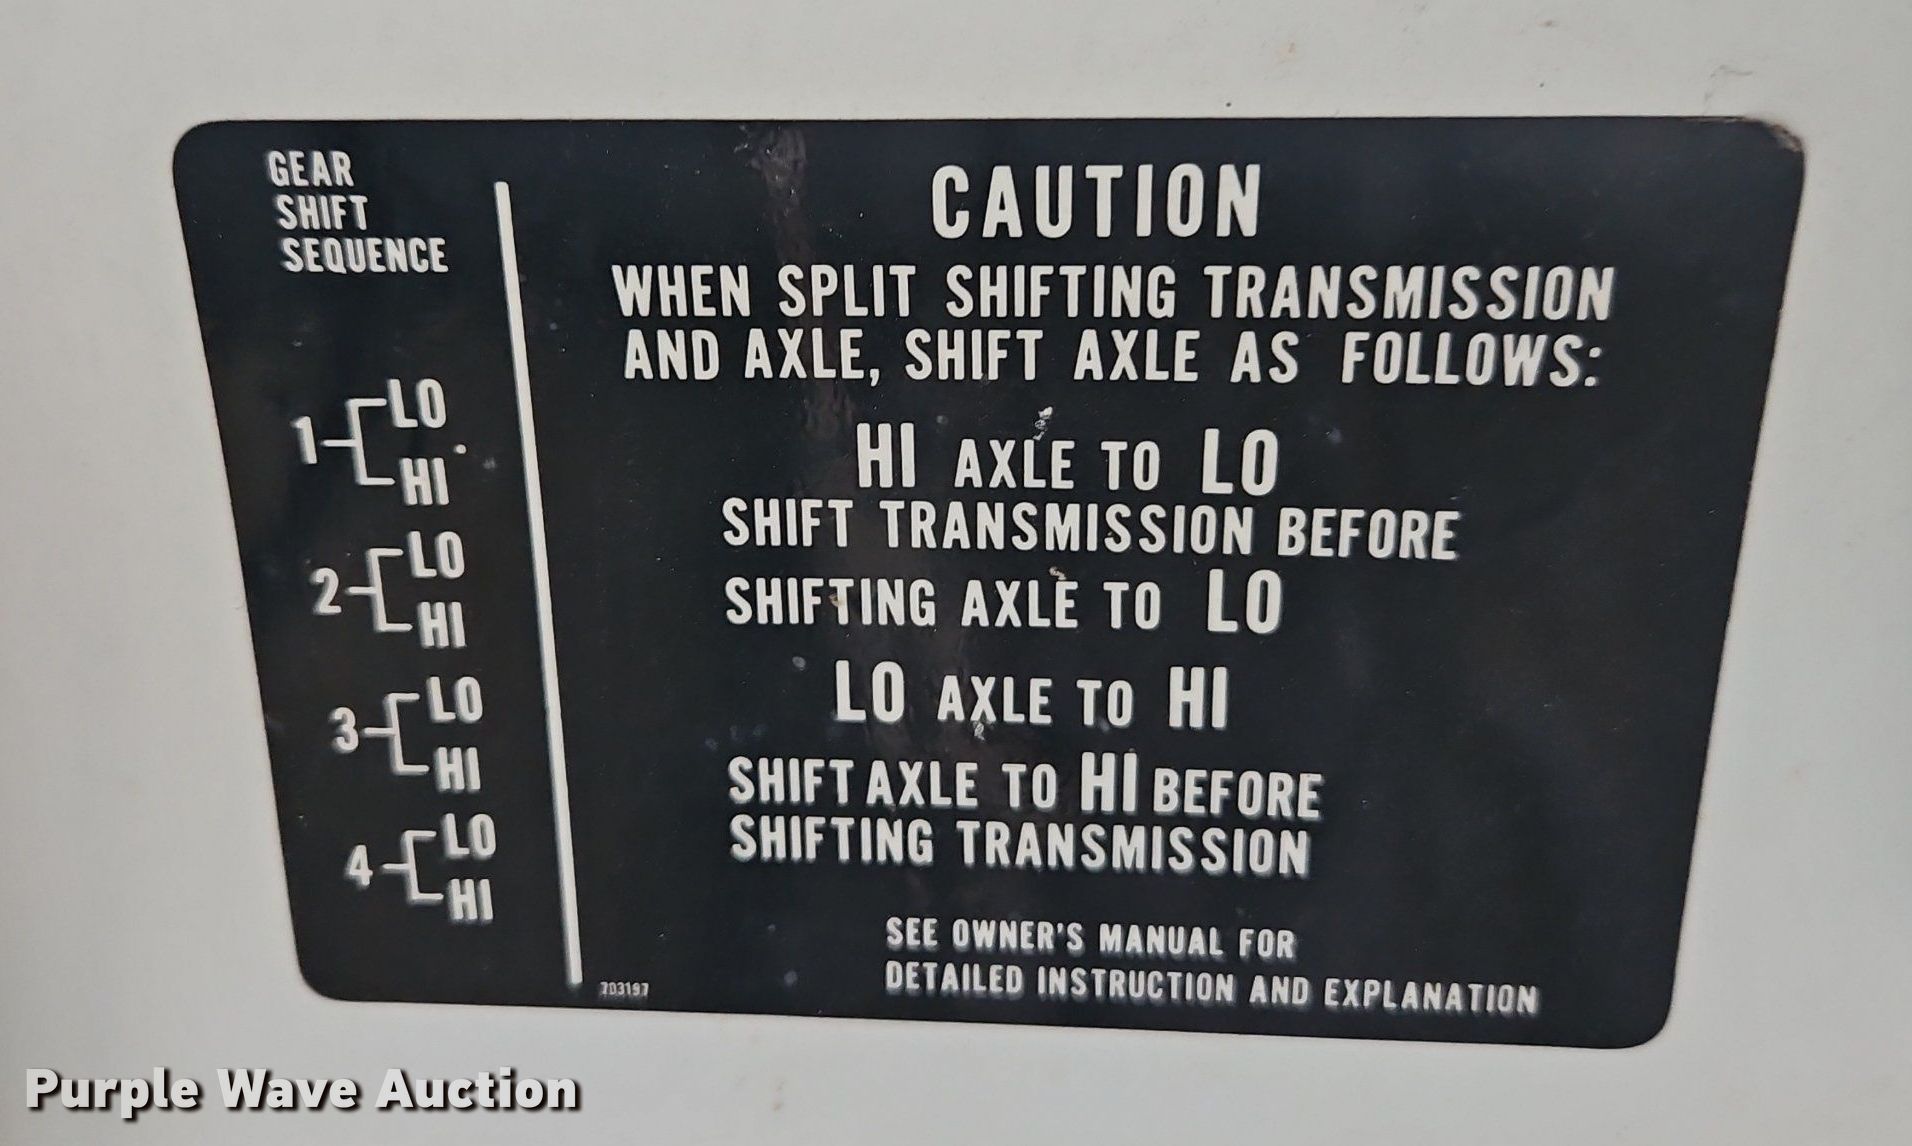 GEAR
SHIFT
SEQUENCE
1 LO
HI
2 LO
HI
3 LO
HI
4 LO
HI
CAUTION
WHEN SPLIT SHIFTING TRANSMISSION
AND AXLE, SHIFT AXLE AS FOLLOWS:
HI AXLE TO LO
SHIFT TRANSMISSION BEFORE
SHIFTING AXLE TO LO
LO AXLE TO HI
SHIFT AXLE TO HI BEFORE
SHIFTING TRANSMISSION
SEE OWNER'S MANUAL FOR
DETAILED INSTRUCTION AND EXPLANATION
703197
Purple Wave Auction